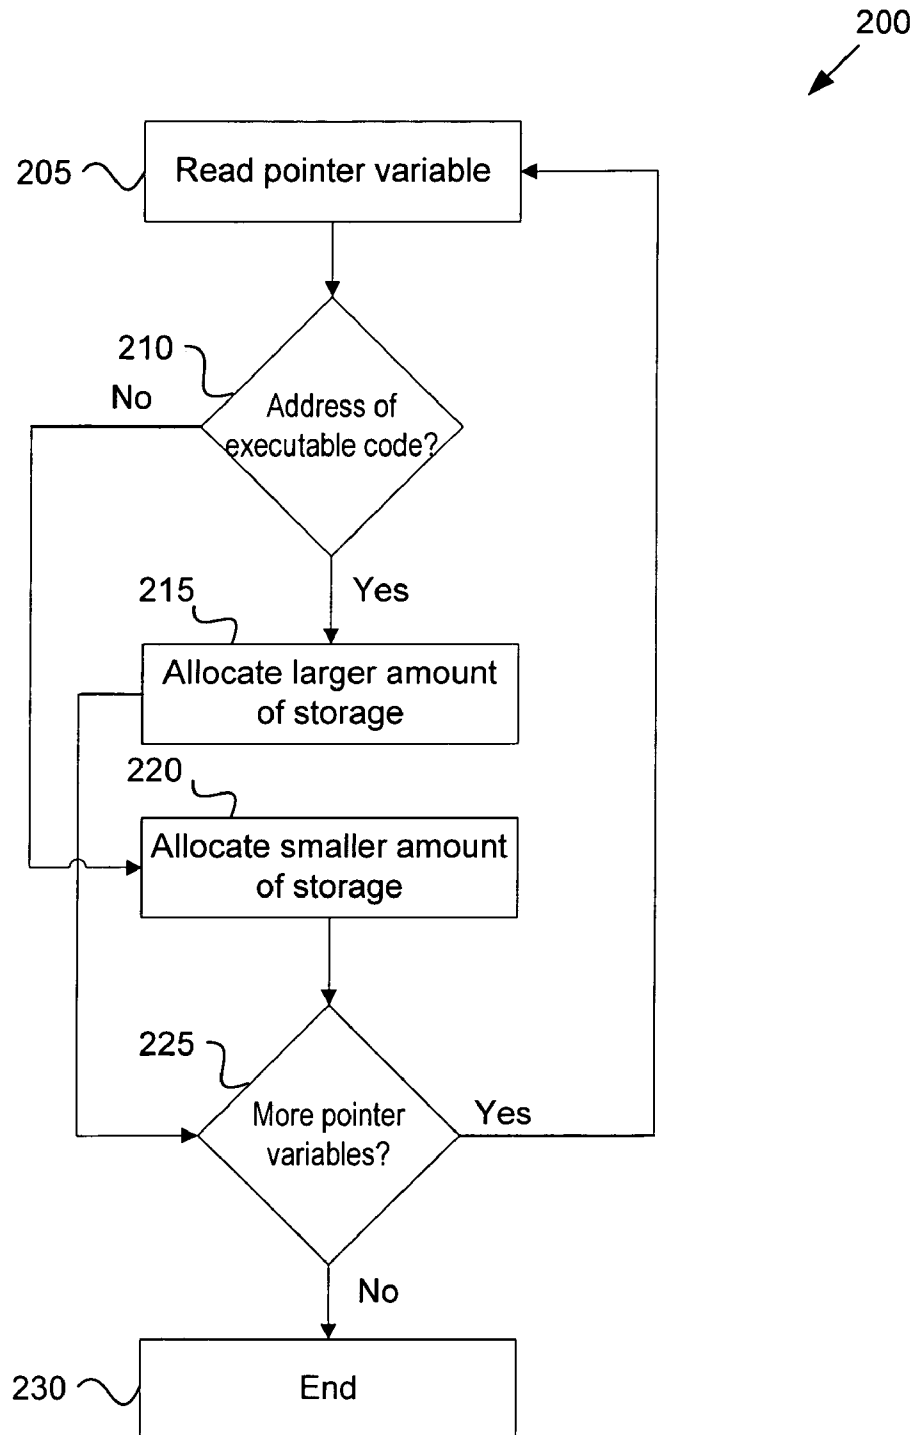 200
205
Read pointer variable
210
No
Address of
executable code?
Yes
215
Allocate larger amount
of storage
220
Allocate smaller amount
of storage
225
More pointer
variables?
Yes
No
230
End